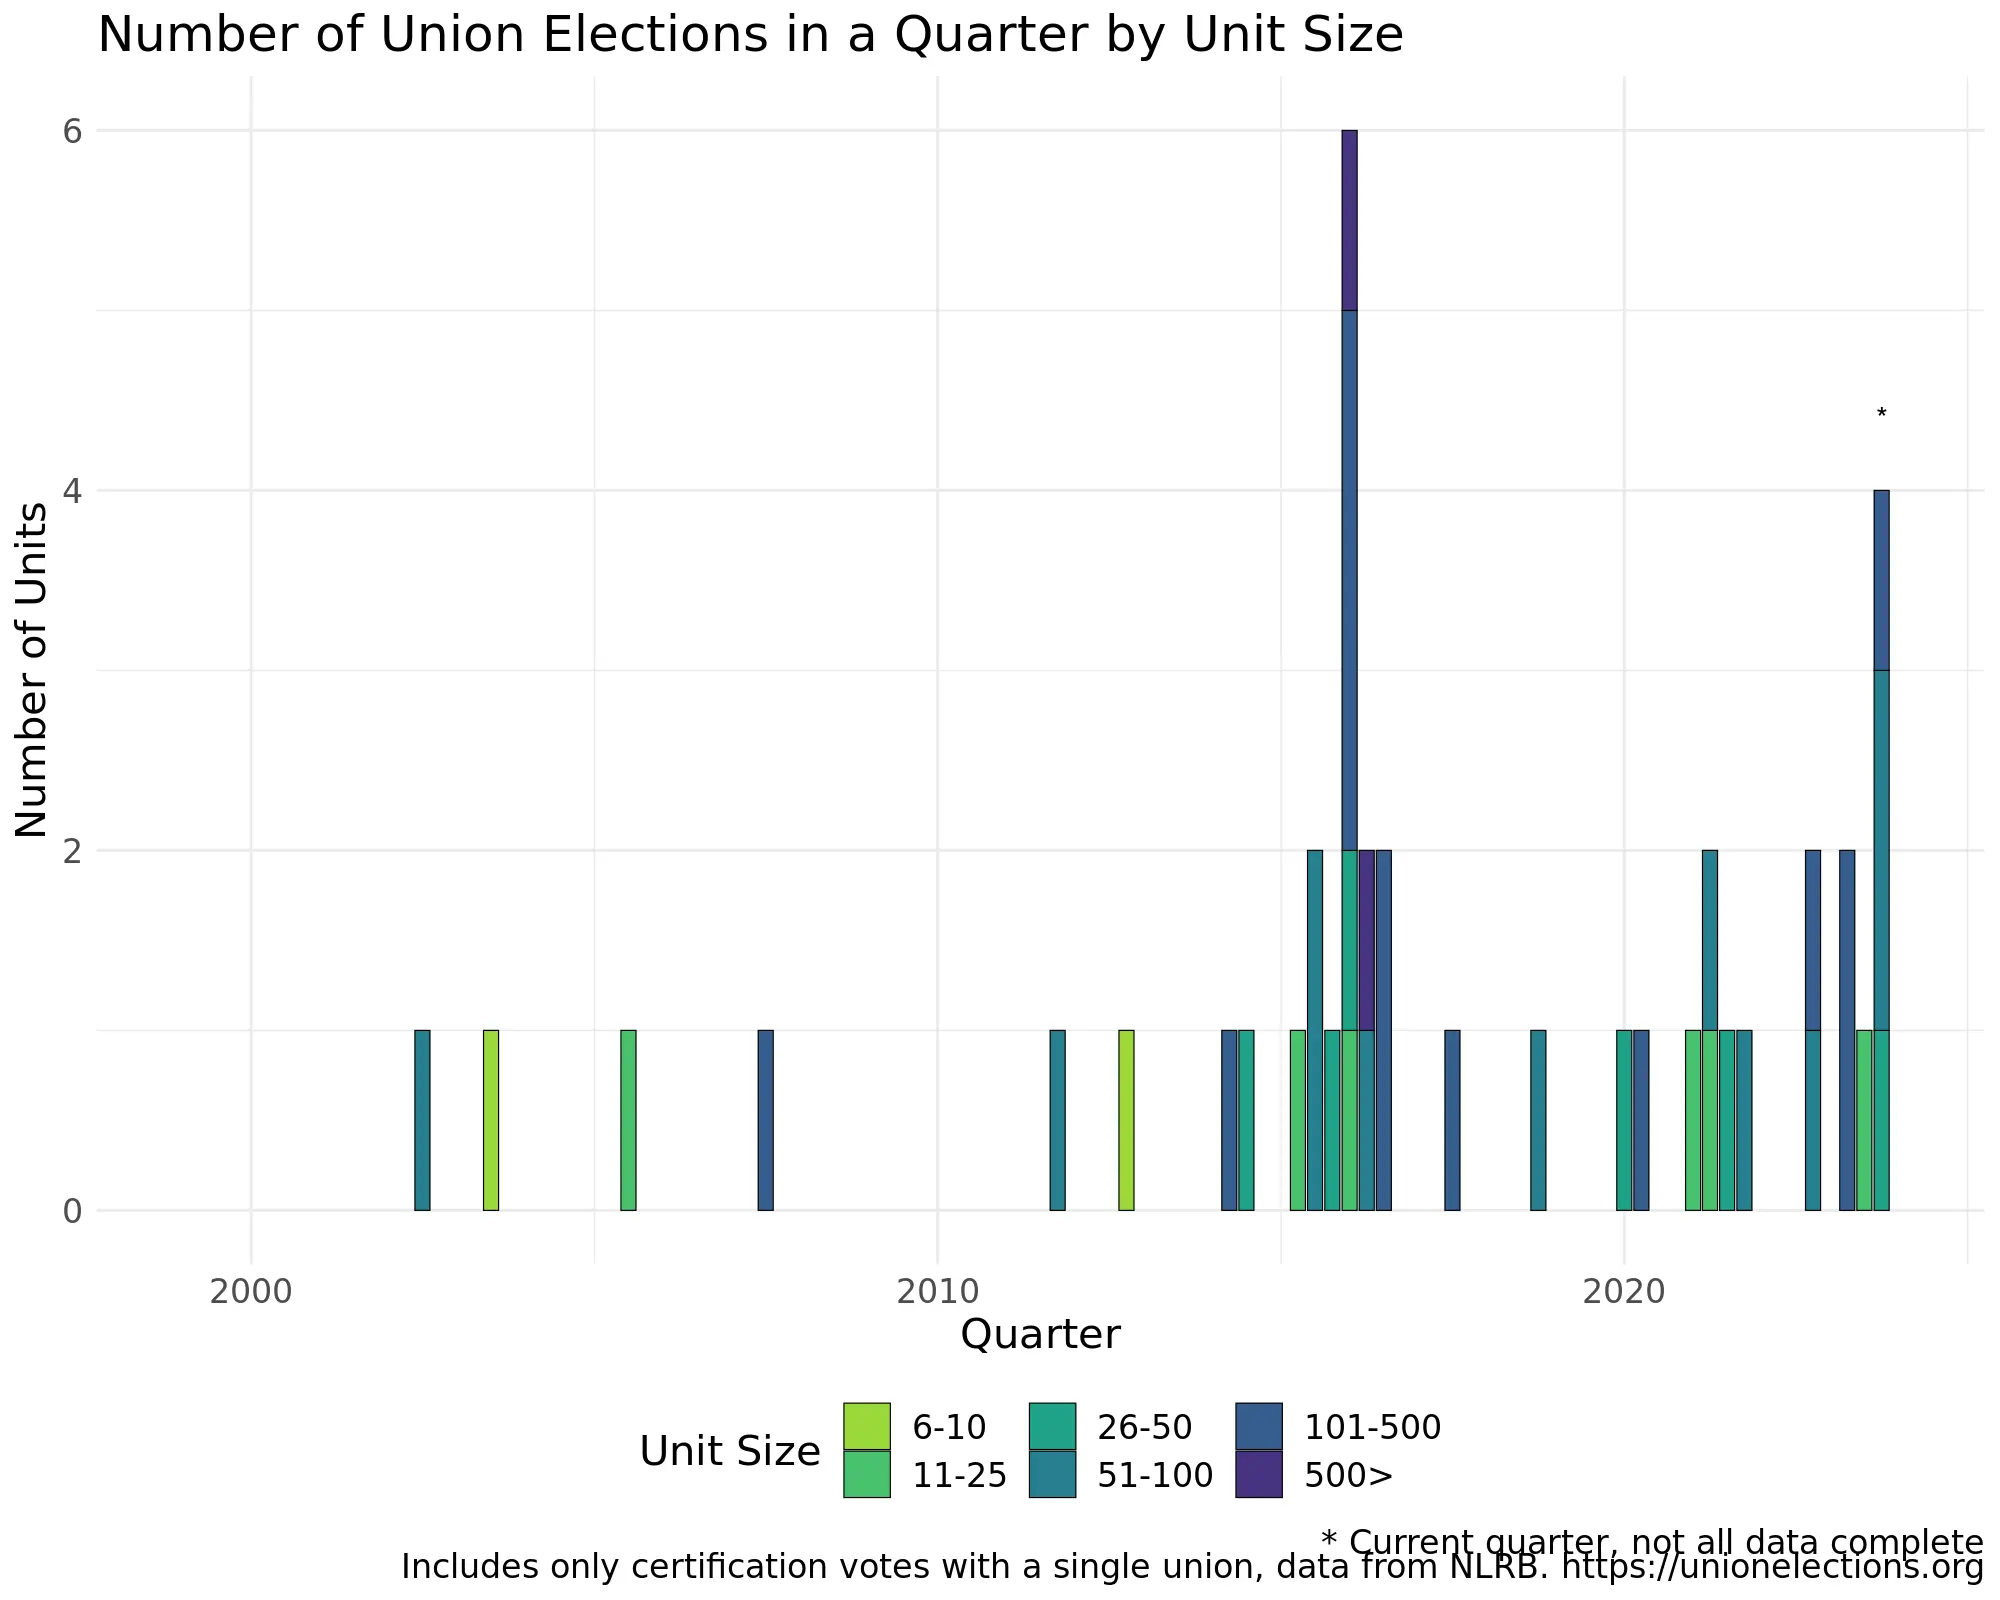 Number of Union Elections in a Quarter by Unit Size
6
*
4
Number of Units
2
0
2000 2010 2020
Quarter
Unit Size
6-10 26-50 101-500
11-25 51-100 500>
* Current quarter, not all data complete
Includes only certification votes with a single union, data from NLRB. https://unionelections.org